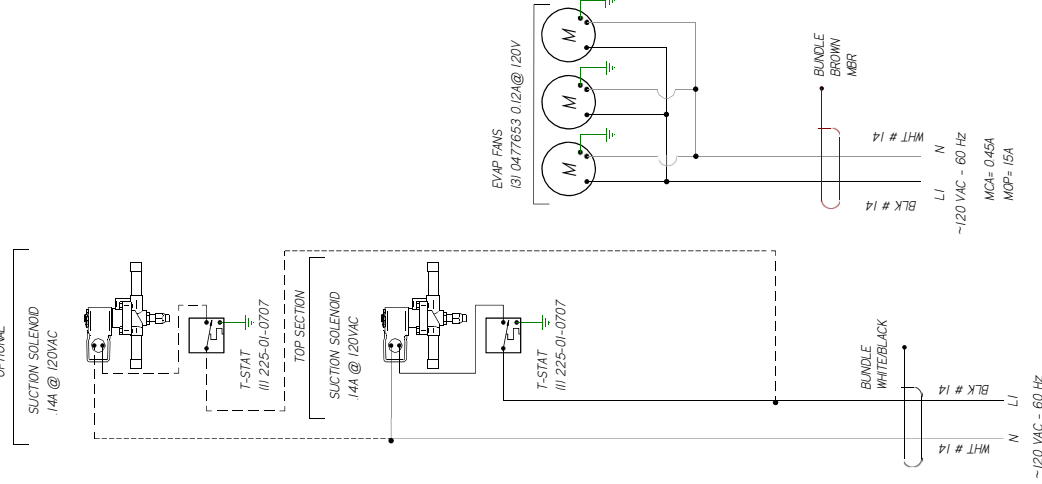 EVAP FANS
(3) 0477653 0.12A@ 120V
M
M
M
BUNDLE
BROWN
MBR
WHT # 14
BLK # 14
N
L1
~120 VAC - 60 Hz
MCA= 0.45A
MOP= 15A
OPTIONAL
SUCTION SOLENOID
.14A @ 120VAC
T-STAT
(1) 225-01-0707
TOP SECTION
SUCTION SOLENOID
.14A @ 120VAC
T-STAT
(1) 225-01-0707
BUNDLE
WHITE/BLACK
BLK # 14
WHT # 14
L1
N
~120 VAC - 60 Hz